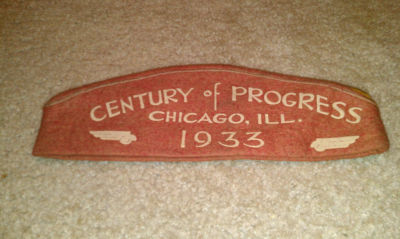 CENTURY of PROGRESS
CHICAGO, ILL.
1933